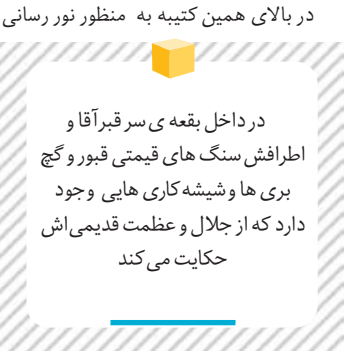 در بالای همین کتیبه به منظور نور رسانی
در داخل بقعه ی سر قبرآقا و
اطرافش سنگ های قیمتی قبور و گچ
بری ها و شیشه کاری هایی وجود
دارد که از جلال و عظمت قدیمی‌اش
حکایت می‌کند